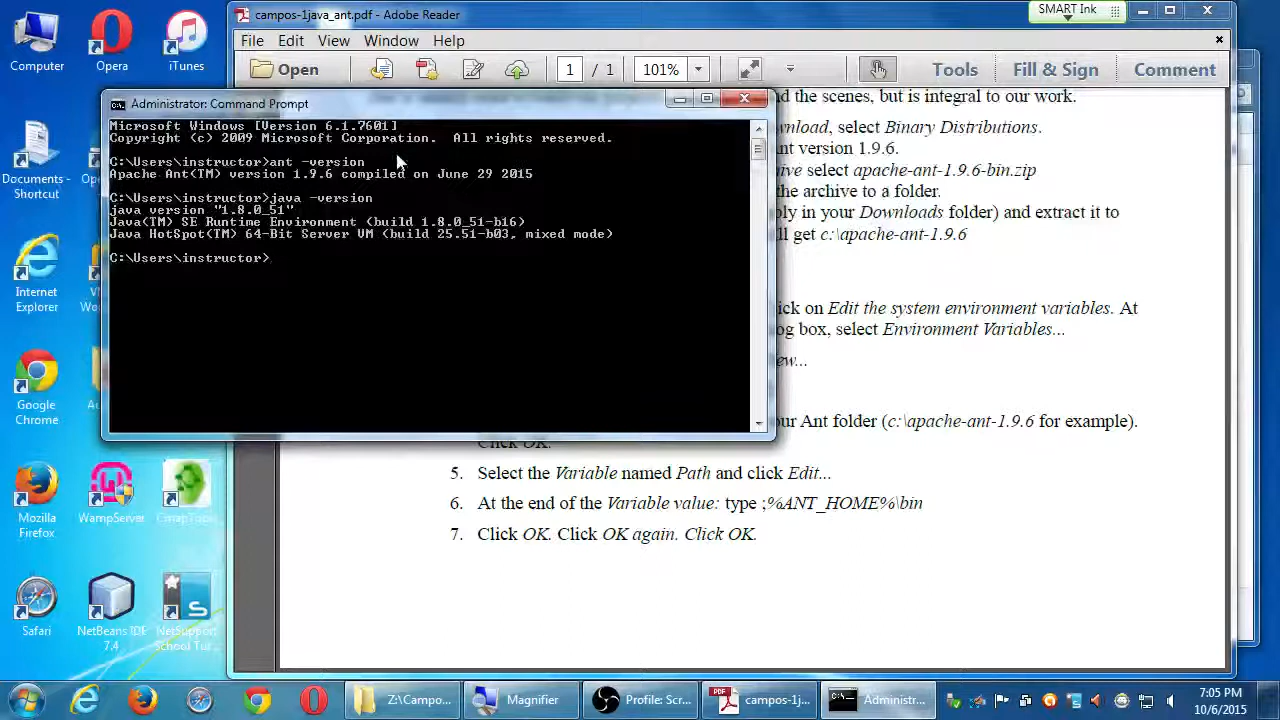 campos-1java_ant.pdf - Adobe Reader
SMART Ink
File Edit View Window Help
Open
1 / 1
101%
Tools
Fill & Sign
Comment
Computer
Opera
iTunes
Administrator: Command Prompt
Microsoft Windows [Version 6.1.7601]
Copyright (c) 2009 Microsoft Corporation. All rights reserved.
C:\Users\instructor>ant -version
Apache Ant(TM) version 1.9.6 compiled on June 29 2015
C:\Users\instructor>java -version
java version "1.8.0_51"
Java(TM) SE Runtime Environment (build 1.8.0_51-b16)
Java HotSpot(TM) 64-Bit Server VM (build 25.51-b03, mixed mode)
C:\Users\instructor>
the scenes, but is integral to our work.
select Binary Distributions.
version 1.9.6.
select apache-ant-1.9.6-bin.zip
the archive to a folder.
in your Downloads folder) and extract it to
get c:\apache-ant-1.9.6
on Edit the system environment variables. At
box, select Environment Variables...
Ant folder (c:\apache-ant-1.9.6 for example).
Click OK.
5. Select the Variable named Path and click Edit...
6. At the end of the Variable value: type ;%ANT_HOME%\bin
7. Click OK. Click OK again. Click OK.
Documents - Shortcut
Internet Explorer
Google Chrome
Mozilla Firefox
WampServer
CmapTools
Safari
NetBeans IDE 7.4
NetSupport School Tut...
Z:\Campo...
Magnifier
Profile: Scr...
campos-1j...
Administr...
7:05 PM
10/6/2015